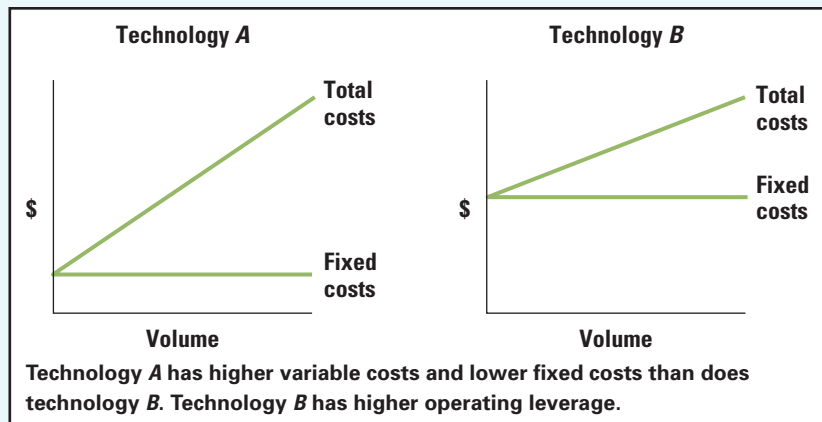 Technology A
Technology B
Total
costs
$
Fixed
costs
Volume
Total
costs
$
Fixed
costs
Volume
Technology A has higher variable costs and lower fixed costs than does
technology B. Technology B has higher operating leverage.